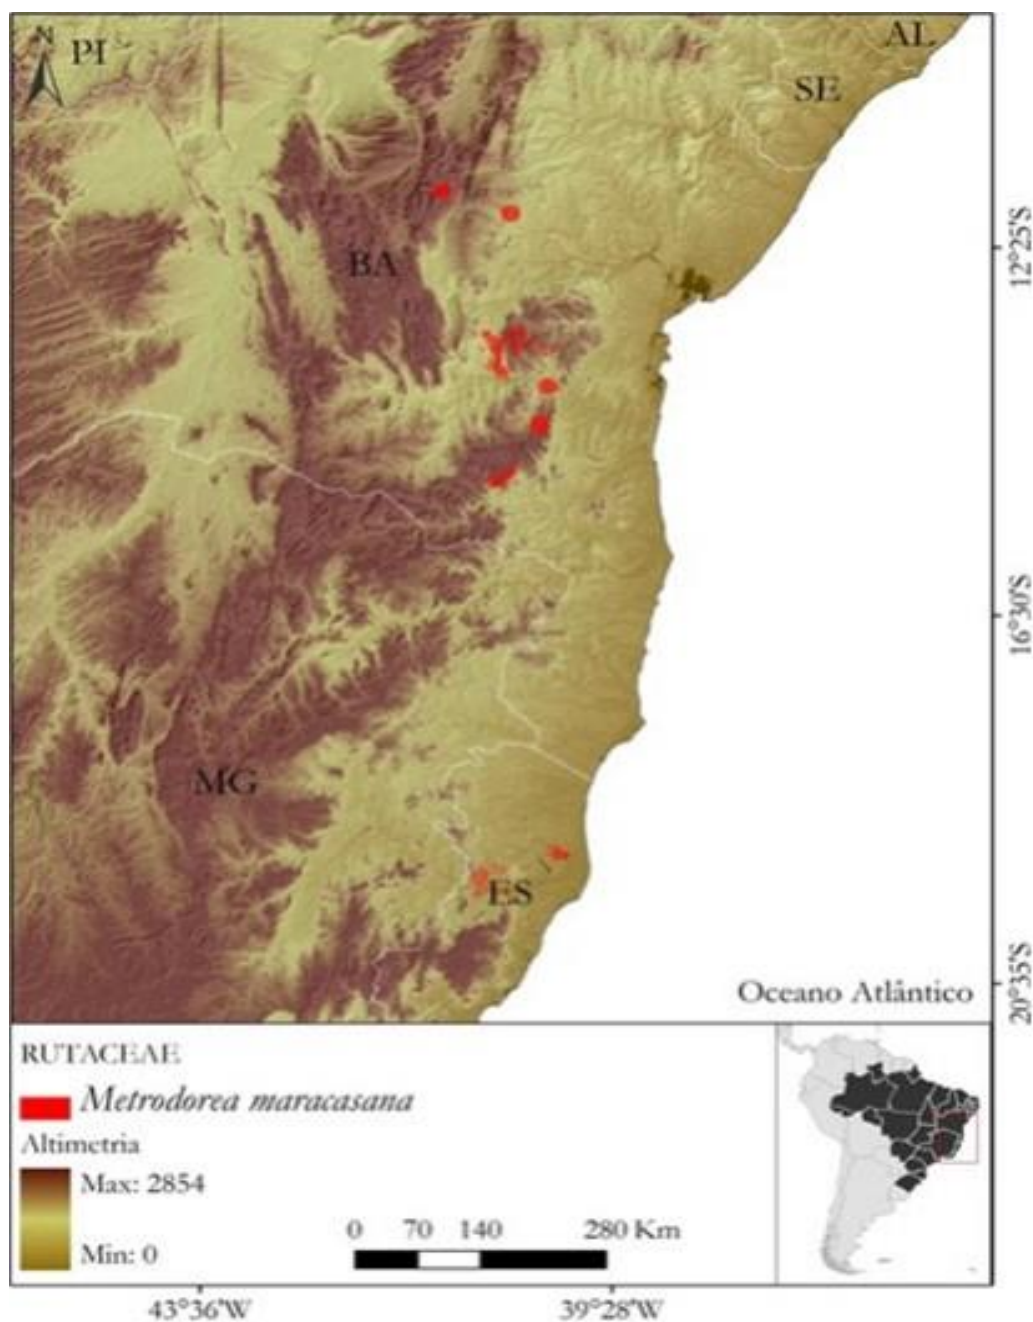 N
PI
AL
SE
BA
12°25'S
16°30'S
MG
ES
20°35'S
Oceano Atlântico
RUTACEAE
Metrodorea maracasana
Altimetria
Max: 2854
Min: 0
0 70 140 280 Km
43°36'W 39°28'W